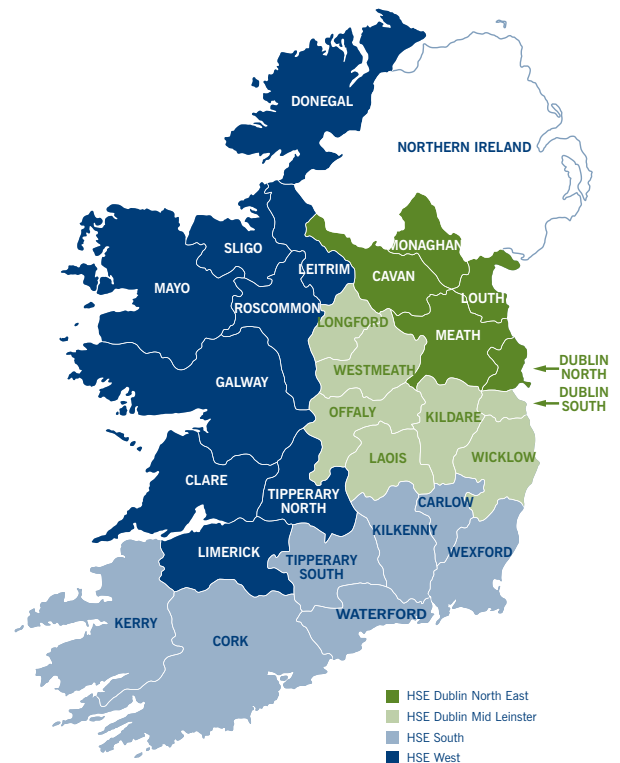 DONEGAL
NORTHERN IRELAND
MONAGHAN
SLIGO
LEITRIM
CAVAN
MAYO
LOUTH
ROSCOMMON
LONGFORD
MEATH
DUBLIN
NORTH
WESTMEATH
GALWAY
DUBLIN
SOUTH
OFFALY
KILDARE
LAOIS
WICKLOW
CLARE
TIPPERARY
NORTH
CARLOW
KILKENNY
LIMERICK
WEXFORD
TIPPERARY
SOUTH
WATERFORD
KERRY
CORK
HSE Dublin North East
HSE Dublin Mid Leinster
HSE South
HSE West